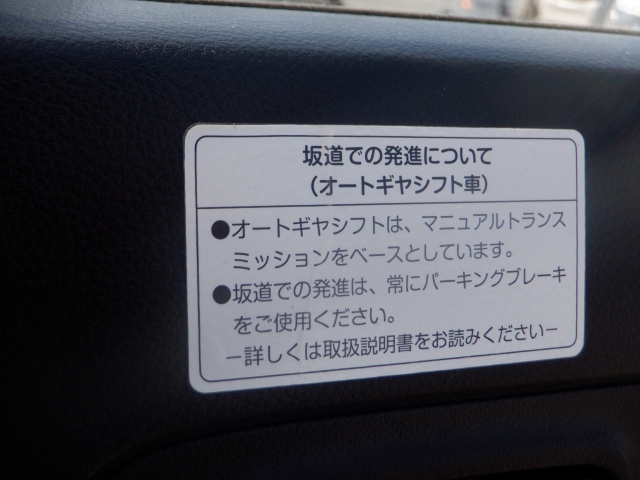 坂道での発進について
(オートギヤシフト車)
●オートギヤシフトは、マニュアルトランス
ミッションをベースとしています。
●坂道での発進は、常にパーキングブレーキ
をご使用ください。
ー詳しくは取扱説明書をお読みくださいー